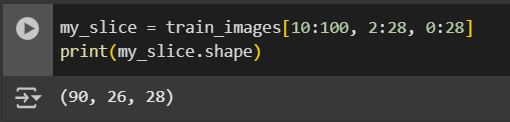 my_slice = train_images[10:100, 2:28, 0:28]
print(my_slice.shape)
(90, 26, 28)